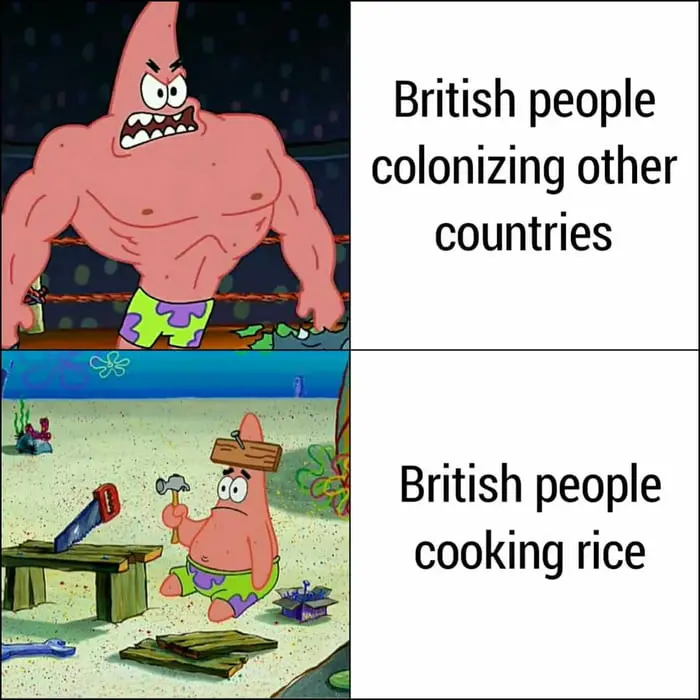 British people
colonizing other
countries
British people
cooking rice